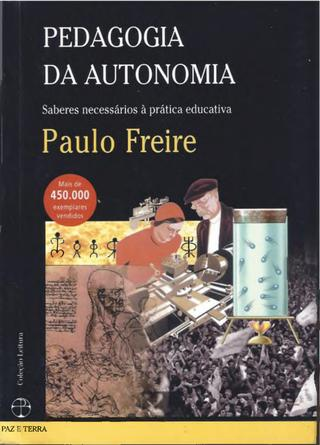 PEDAGOGIA
DA AUTONOMIA
Saberes necessários à prática educativa
Paulo Freire
Mais de
450.000
exemplares
vendidos
Coleção Leitura
PAZ E TERRA